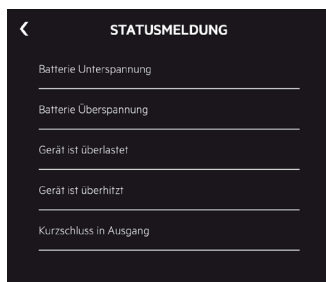 STATUSMELDUNG
Batterie Unterspannung
Batterie Überspannung
Gerät ist überlastet
Gerät ist überhitzt
Kurzschluss in Ausgang